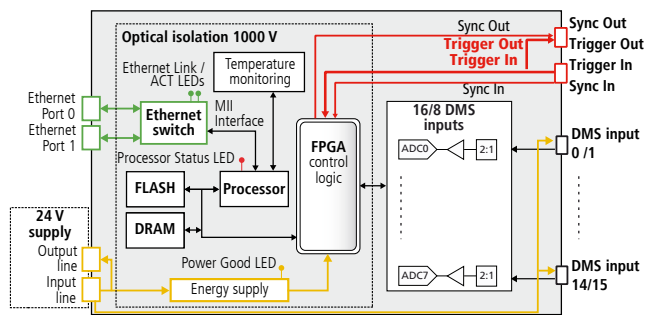 Optical isolation 1000 V
Sync Out
Sync Out
Trigger Out
Trigger Out
Trigger In
Trigger In
Sync In
Sync In
Ethernet Link /
ACT LEDs
Temperature
monitoring
Ethernet
Port 0
Ethernet
Port 1
Ethernet
switch
MII
Interface
16/8 DMS
inputs
ADC0
2:1
DMS input
0 /1
Processor Status LED
FPGA
control
logic
FLASH
Processor
DRAM
24 V
supply
Output
line
Input
line
Power Good LED
Energy supply
ADC7
2:1
DMS input
14/15